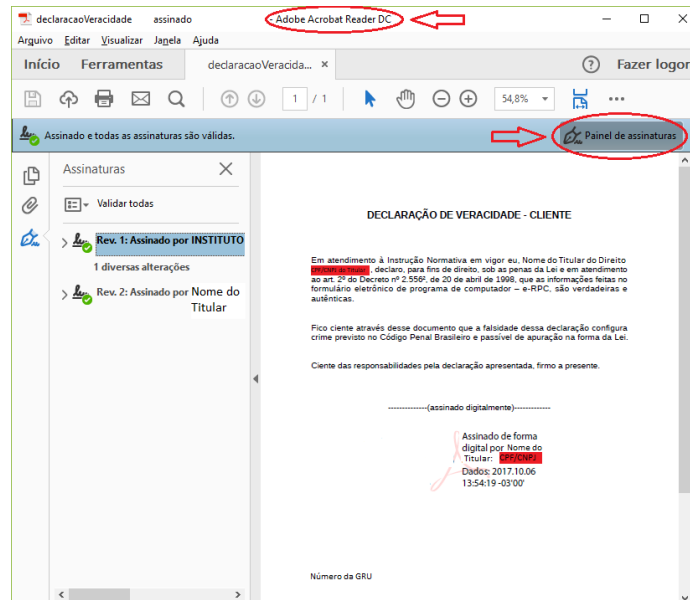 declaracaoVeracidade assinado - Adobe Acrobat Reader DC
Arquivo Editar Visualizar Janela Ajuda
Início Ferramentas declaracaoVeracida... × ? Fazer logon
1 / 1 54,8%
Assinado e todas as assinaturas são válidas. Painel de assinaturas
Assinaturas
Validar todas
Rev. 1: Assinado por INSTITUTO
1 diversas alterações
Rev. 2: Assinado por Nome do
Titular
DECLARAÇÃO DE VERACIDADE - CLIENTE
Em atendimento à Instrução Normativa em vigor eu, Nome do Titular do Direito
CPF/CNPJ do Titular, declaro, para fins de direito, sob as penas da Lei e em atendimento
ao art. 2º do Decreto nº 2.556², de 20 de abril de 1998, que as informações feitas no
formulário eletrônico de programa de computador – e-RPC, são verdadeiras e
autênticas.
Fico ciente através desse documento que a falsidade dessa declaração configura
crime previsto no Código Penal Brasileiro e passível de apuração na forma da Lei.
Ciente das responsabilidades pela declaração apresentada, firmo a presente.
--------------(assinado digitalmente)-------------
Assinado de forma
digital por Nome do
Titular: CPF/CNPJ
Dados: 2017.10.06
13:54:19 -03'00'
Número da GRU